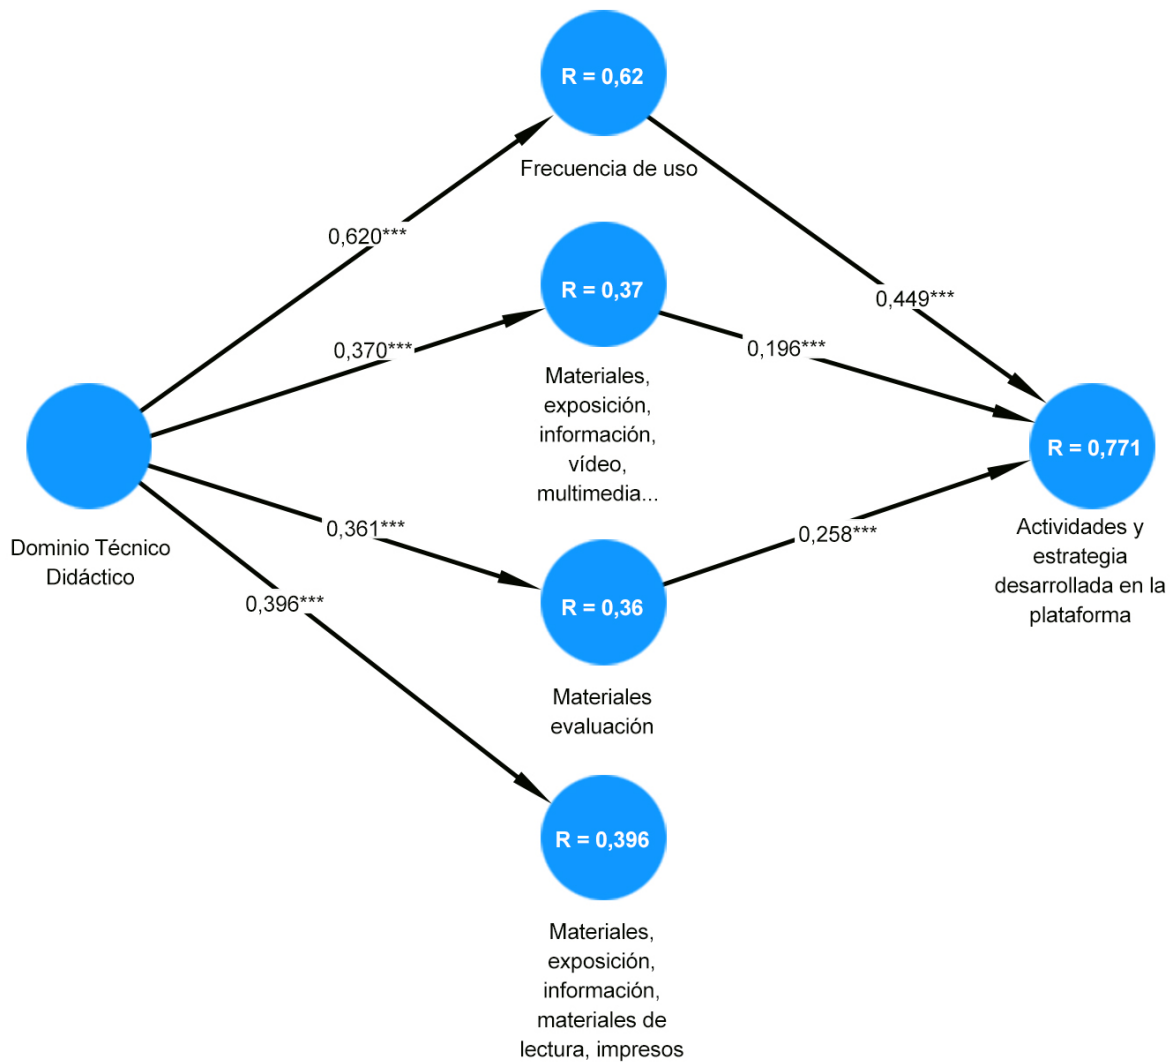 R = 0,62
Frecuencia de uso
0,620***
R = 0,37
0,449***
0,370***
0,196***
Materiales,
exposición,
información,
vídeo,
multimedia...
R = 0,771
Dominio Técnico
Didáctico
0,361***
0,258***
Actividades y
estrategia
desarrollada en la
plataforma
0,396***
R = 0,36
Materiales
evaluación
R = 0,396
Materiales,
exposición,
información,
materiales de
lectura, impresos